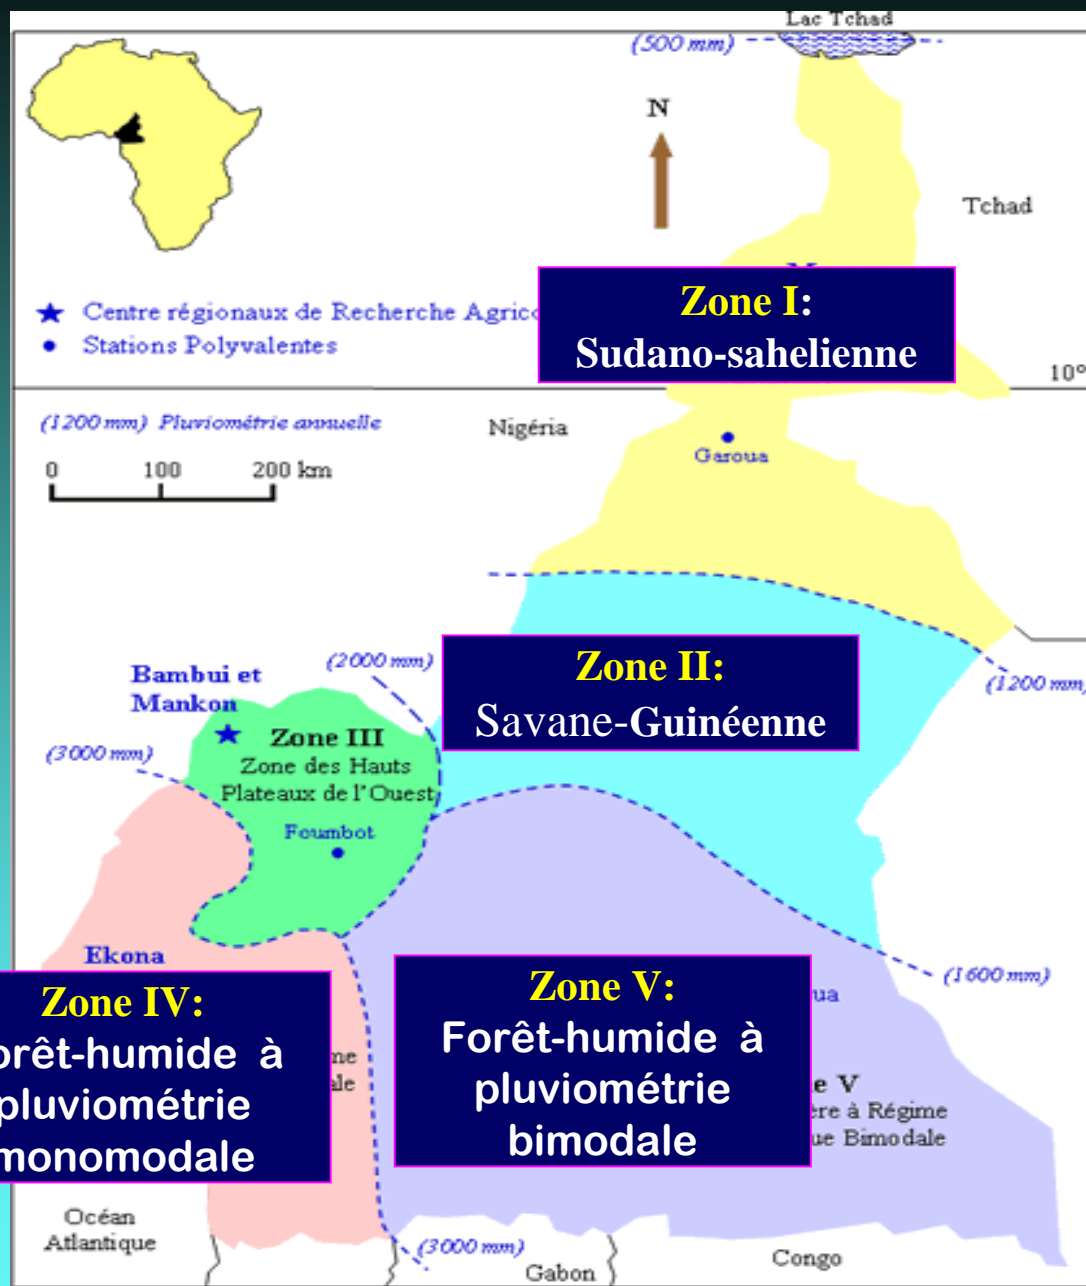 Lac Tchad
(500 mm)
N
Tchad
Zone I:
Sudano-sahelienne
★ Centre régionaux de Recherche
• Stations Polyvalentes
10°
(1200 mm) Pluviométrie annuelle
Nigéria
0 100 200 km
Garoua
Zone II:
Savane-Guinéenne
(2000 mm)
(1200 mm)
Bambui et
Mankon
(3000 mm)
Zone III
Zone des Hauts
Plateaux de l'Ouest
Foumbot
Ekona
Zone IV:
pluviométrie
monomodale
Zone V:
Forêt-humide à
pluviométrie
bimodale
(1600 mm)
V
à Régime
Bimodale
Océan
Atlantique
(3000 mm)
Gabon
Congo